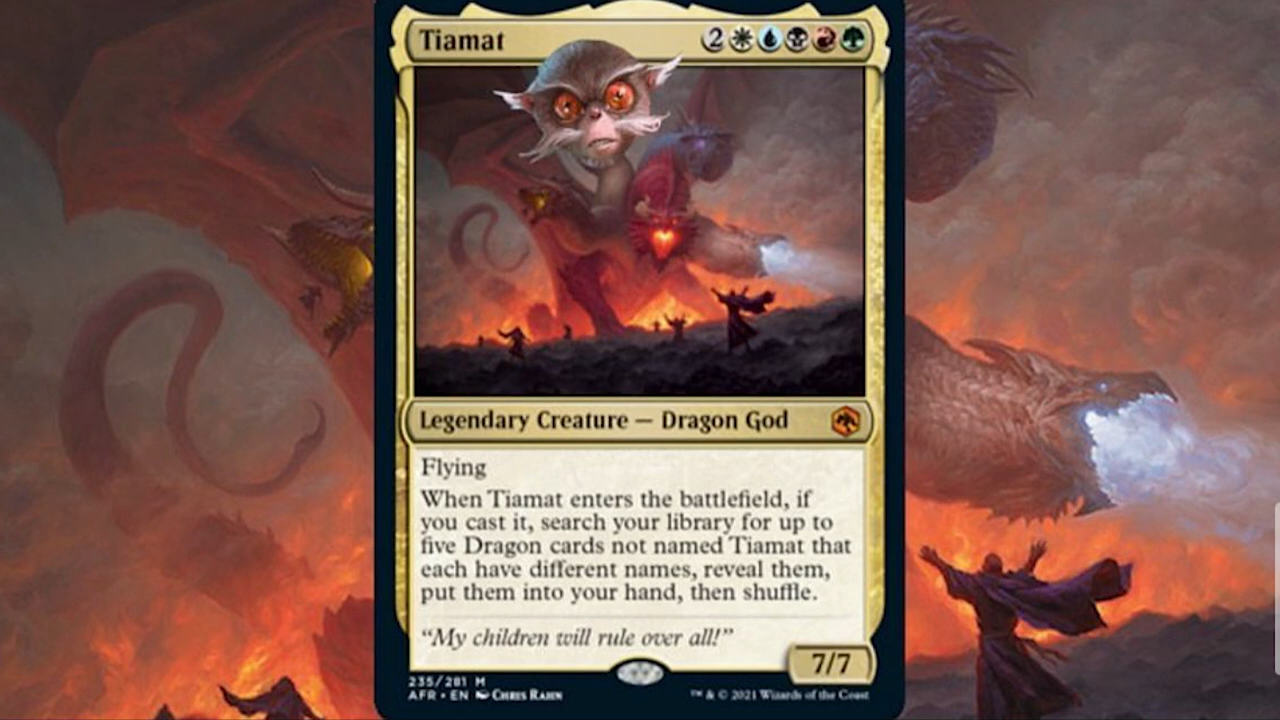 Tiamat 2
Legendary Creature — Dragon God
Flying
When Tiamat enters the battlefield, if
you cast it, search your library for up to
five Dragon cards not named Tiamat that
each have different names, reveal them,
put them into your hand, then shuffle.
“My children will rule over all!”
7/7
235/281 M
AFR • EN Chris Rahn
™ & © 2021 Wizards of the Coast